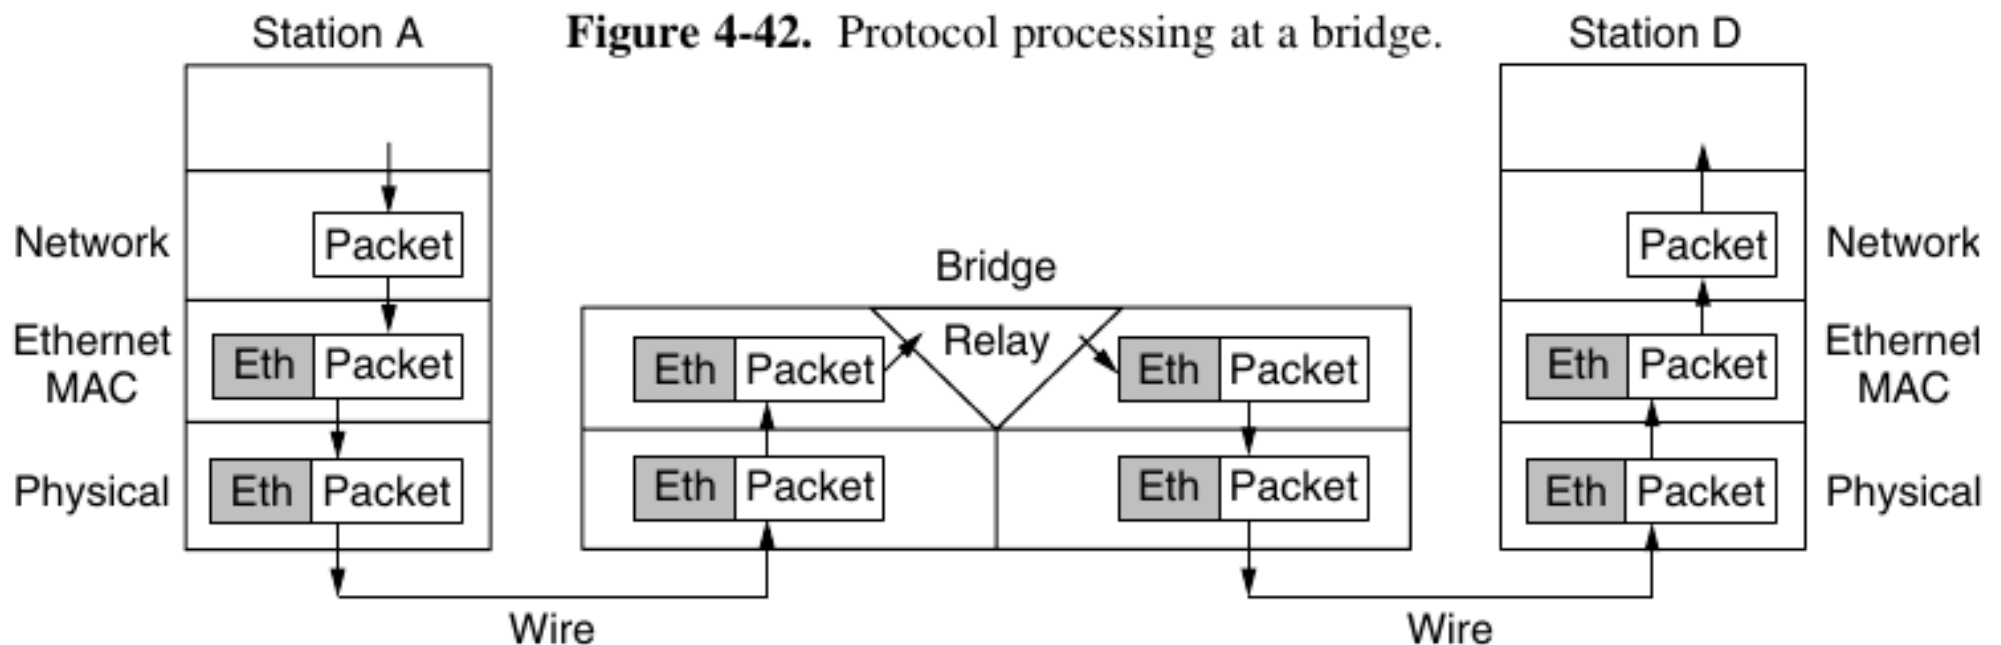 Station A
Figure 4-42. Protocol processing at a bridge.
Station D
Network
Packet
Packet
Network
Bridge
Ethernet
MAC
Eth Packet
Eth Packet
Relay
Eth Packet
Eth Packet
Ethernet
MAC
Physical
Eth Packet
Eth Packet
Eth Packet
Eth Packet
Physical
Wire
Wire